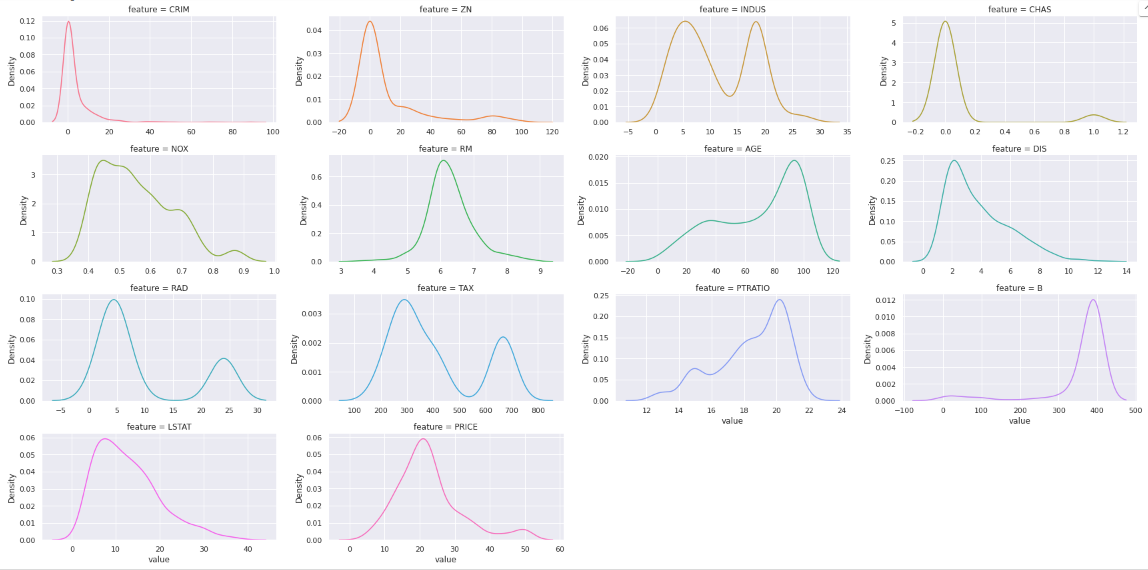 feature = CRIM
feature = ZN
feature = INDUS
feature = CHAS
Density
0.12
0.10
0.08
0.06
0.04
0.02
0.00
0 20 40 60 80 100
Density
0.04
0.03
0.02
0.01
0.00
−20 0 20 40 60 80 100 120
Density
0.06
0.05
0.04
0.03
0.02
0.01
0.00
−5 0 5 10 15 20 25 30 35
Density
5
4
3
2
1
0
−0.2 0.0 0.2 0.4 0.6 0.8 1.0 1.2
feature = NOX
feature = RM
feature = AGE
feature = DIS
Density
3
2
1
0
0.3 0.4 0.5 0.6 0.7 0.8 0.9 1.0
Density
0.6
0.4
0.2
0.0
3 4 5 6 7 8 9
Density
0.020
0.015
0.010
0.005
0.000
−20 0 20 40 60 80 100 120
Density
0.25
0.20
0.15
0.10
0.05
0.00
0 2 4 6 8 10 12 14
feature = RAD
feature = TAX
feature = PTRATIO
feature = B
Density
0.10
0.08
0.06
0.04
0.02
0.00
−5 0 5 10 15 20 25 30
Density
0.003
0.002
0.001
0.000
100 200 300 400 500 600 700 800
Density
0.25
0.20
0.15
0.10
0.05
0.00
12 14 16 18 20 22 24
value
Density
0.012
0.010
0.008
0.006
0.004
0.002
0.000
−100 0 100 200 300 400 500
value
feature = LSTAT
feature = PRICE
Density
0.06
0.05
0.04
0.03
0.02
0.01
0.00
0 10 20 30 40
value
Density
0.06
0.05
0.04
0.03
0.02
0.01
0.00
0 10 20 30 40 50 60
value